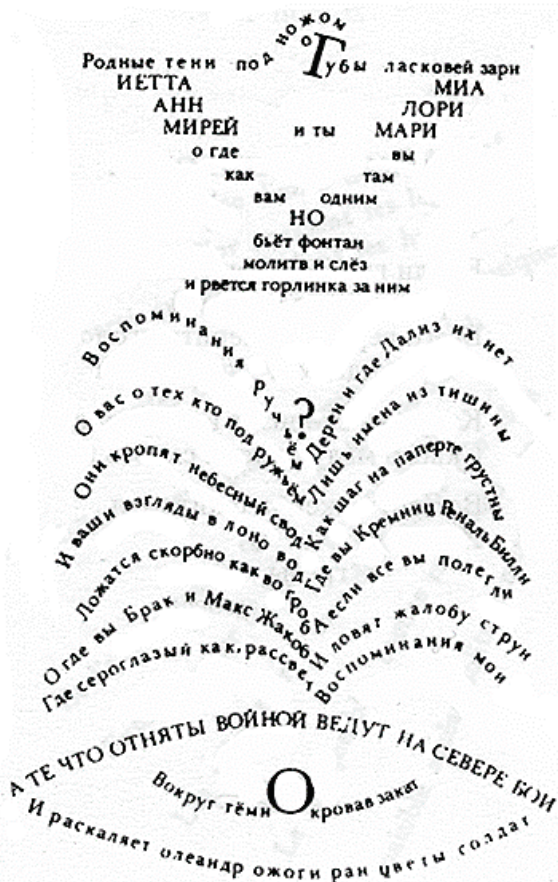 Родные тени под ножом
О Губы ласковей зари
ИЕТТА МИА
АНН ЛОРИ
МИРЕЙ и ты МАРИ
о где вы
как там
вам одним
НО
бьёт фонтан
молитв и слёз
и рвется горлинка за ним
Воспоминания Ручьём ?
О вас о тех кто под ружьём
Они кропят небесный свод
И ваши взгляды в лоно вод
Ложатся скорбно как во гроб
О где вы Брак и Макс Жакоб
Где сероглазый как, рассвет
Дерен и где Дализ их нет
Лишь имена из тишины
Как шаг на паперте грустны
Где вы Кремниц Реналь Билли
А если все вы полегли
И ловят жалобу струи
Воспоминания мои
А ТЕ ЧТО ОТНЯТЫ ВОЙНОЙ ВЕДУТ НА СЕВЕРЕ БОИ
Вокруг тёмнО кровав закат
И раскаляет олеандр ожоги ран цветы солдат